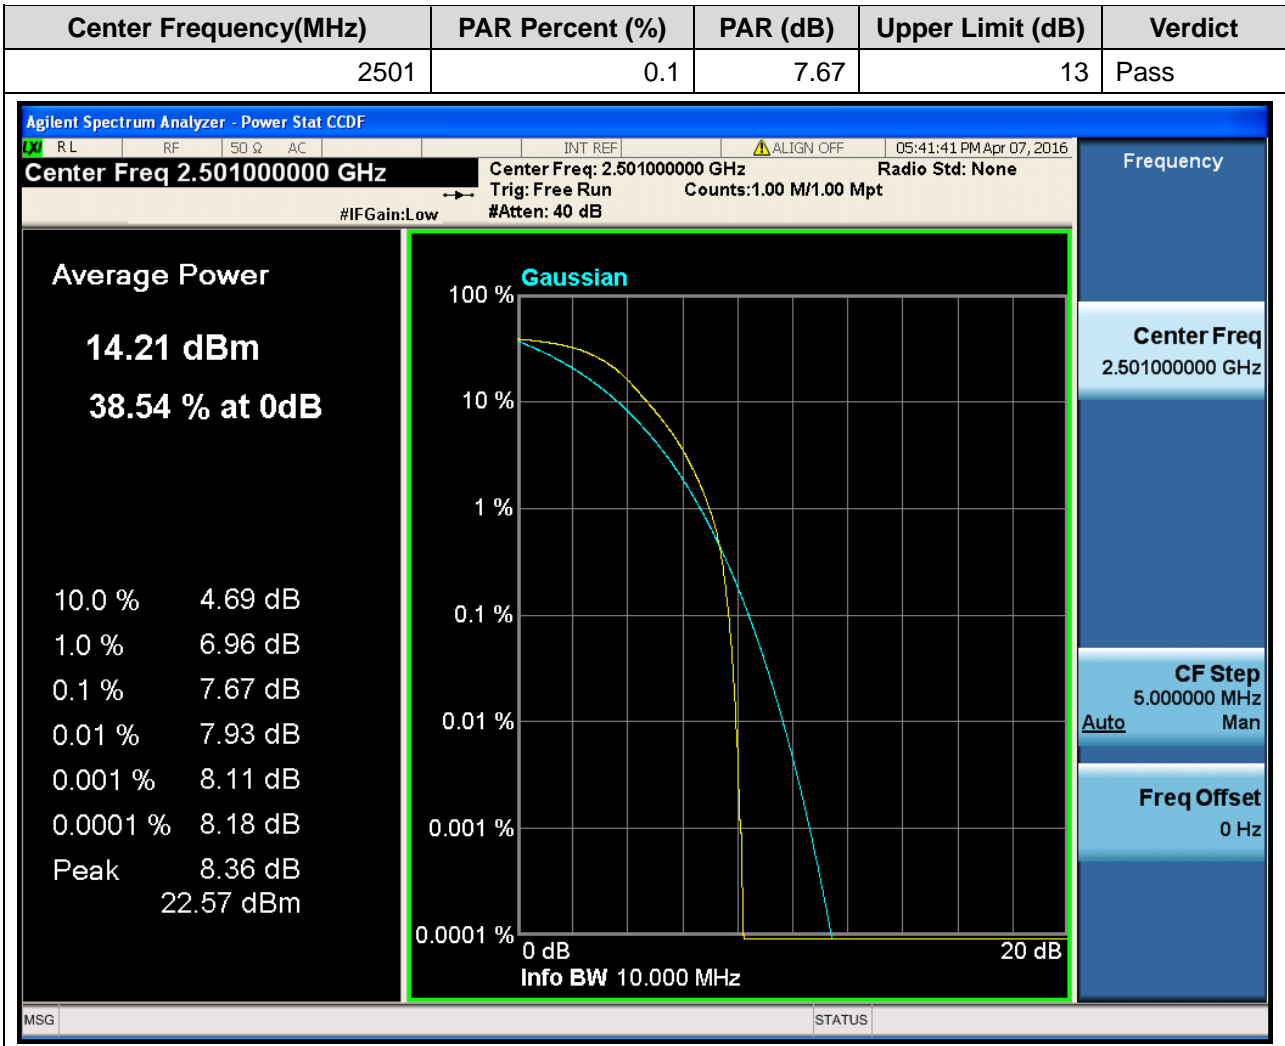 Center Frequency(MHz) PAR Percent (%) PAR (dB) Upper Limit (dB) Verdict
2501 0.1 7.67 13 Pass
Agilent Spectrum Analyzer - Power Stat CCDF
LXI RL RF 50 Ω AC INT REF ALIGN OFF 05:41:41 PM Apr 07, 2016
Center Freq 2.501000000 GHz
Center Freq: 2.501000000 GHz Radio Std: None
Trig: Free Run Counts:1.00 M/1.00 Mpt
#IFGain:Low #Atten: 40 dB
Average Power
14.21 dBm
38.54 % at 0dB
10.0 % 4.69 dB
1.0 % 6.96 dB
0.1 % 7.67 dB
0.01 % 7.93 dB
0.001 % 8.11 dB
0.0001 % 8.18 dB
Peak 8.36 dB
22.57 dBm
Gaussian
100 %
10 %
1 %
0.1 %
0.01 %
0.001 %
0.0001 %
0 dB 20 dB
Info BW 10.000 MHz
Frequency
Center Freq
2.501000000 GHz
CF Step
5.000000 MHz
Auto Man
Freq Offset
0 Hz
MSG STATUS